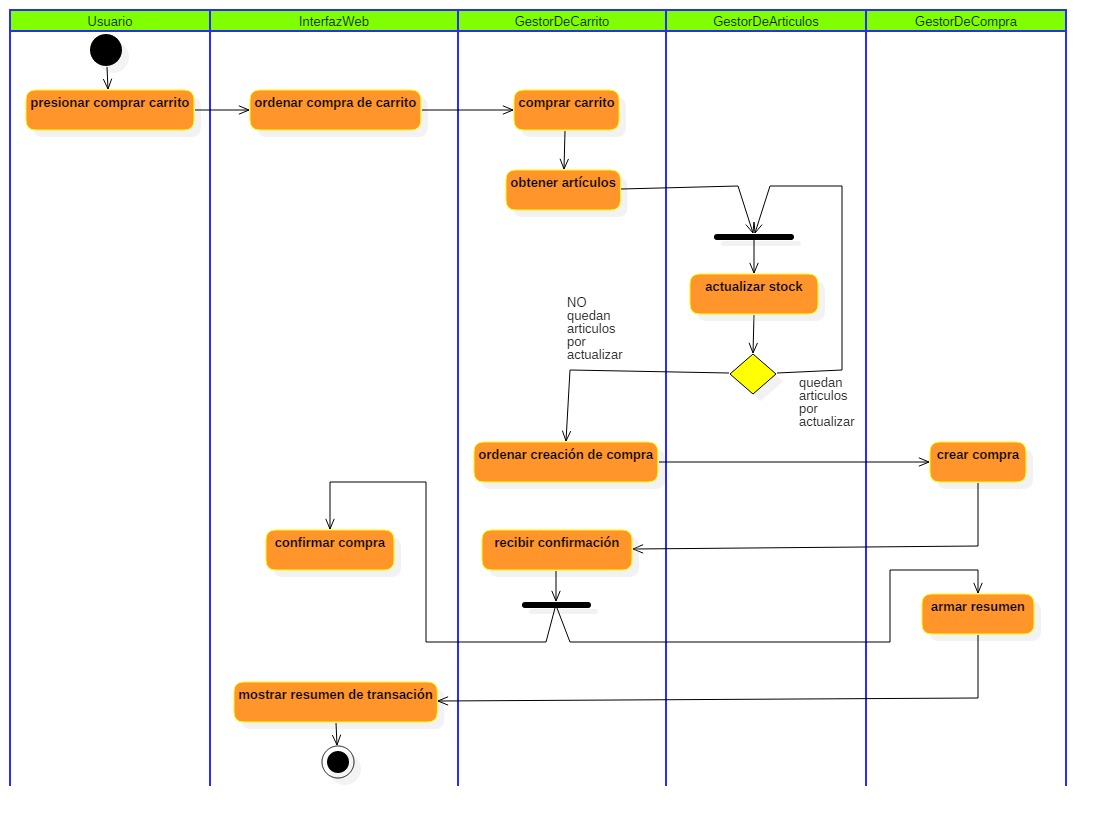 Usuario
InterfazWeb
GestorDeCarrito
GestorDeArticulos
GestorDeCompra
presionar comprar carrito
ordenar compra de carrito
comprar carrito
obtener artículos
actualizar stock
NO
quedan
articulos
por
actualizar
quedan
articulos
por
actualizar
ordenar creación de compra
crear compra
confirmar compra
recibir confirmación
armar resumen
mostrar resumen de transación